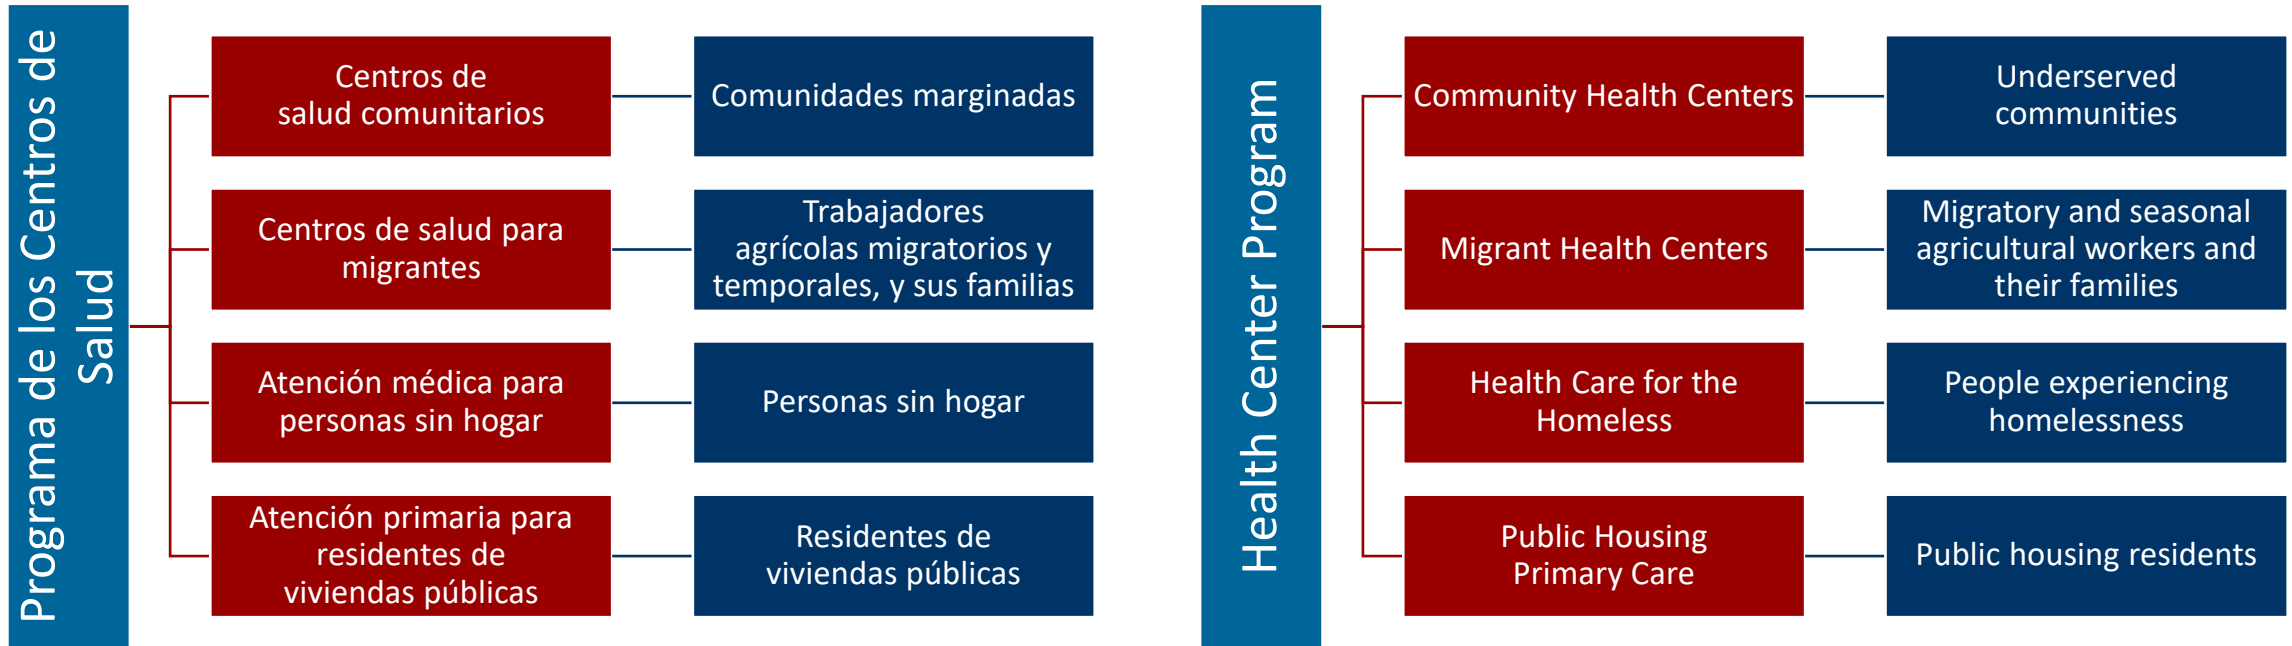 Programa de los Centros de
Salud
Centros de
salud comunitarios
Comunidades marginadas
Centros de salud para
migrantes
Trabajadores
agrícolas migratorios y
temporales, y sus familias
Atención médica para
personas sin hogar
Personas sin hogar
Atención primaria para
residentes de
viviendas públicas
Residentes de
viviendas públicas
Health Center Program
Community Health Centers
Underserved
communities
Migrant Health Centers
Migratory and seasonal
agricultural workers and
their families
Health Care for the
Homeless
People experiencing
homelessness
Public Housing
Primary Care
Public housing residents